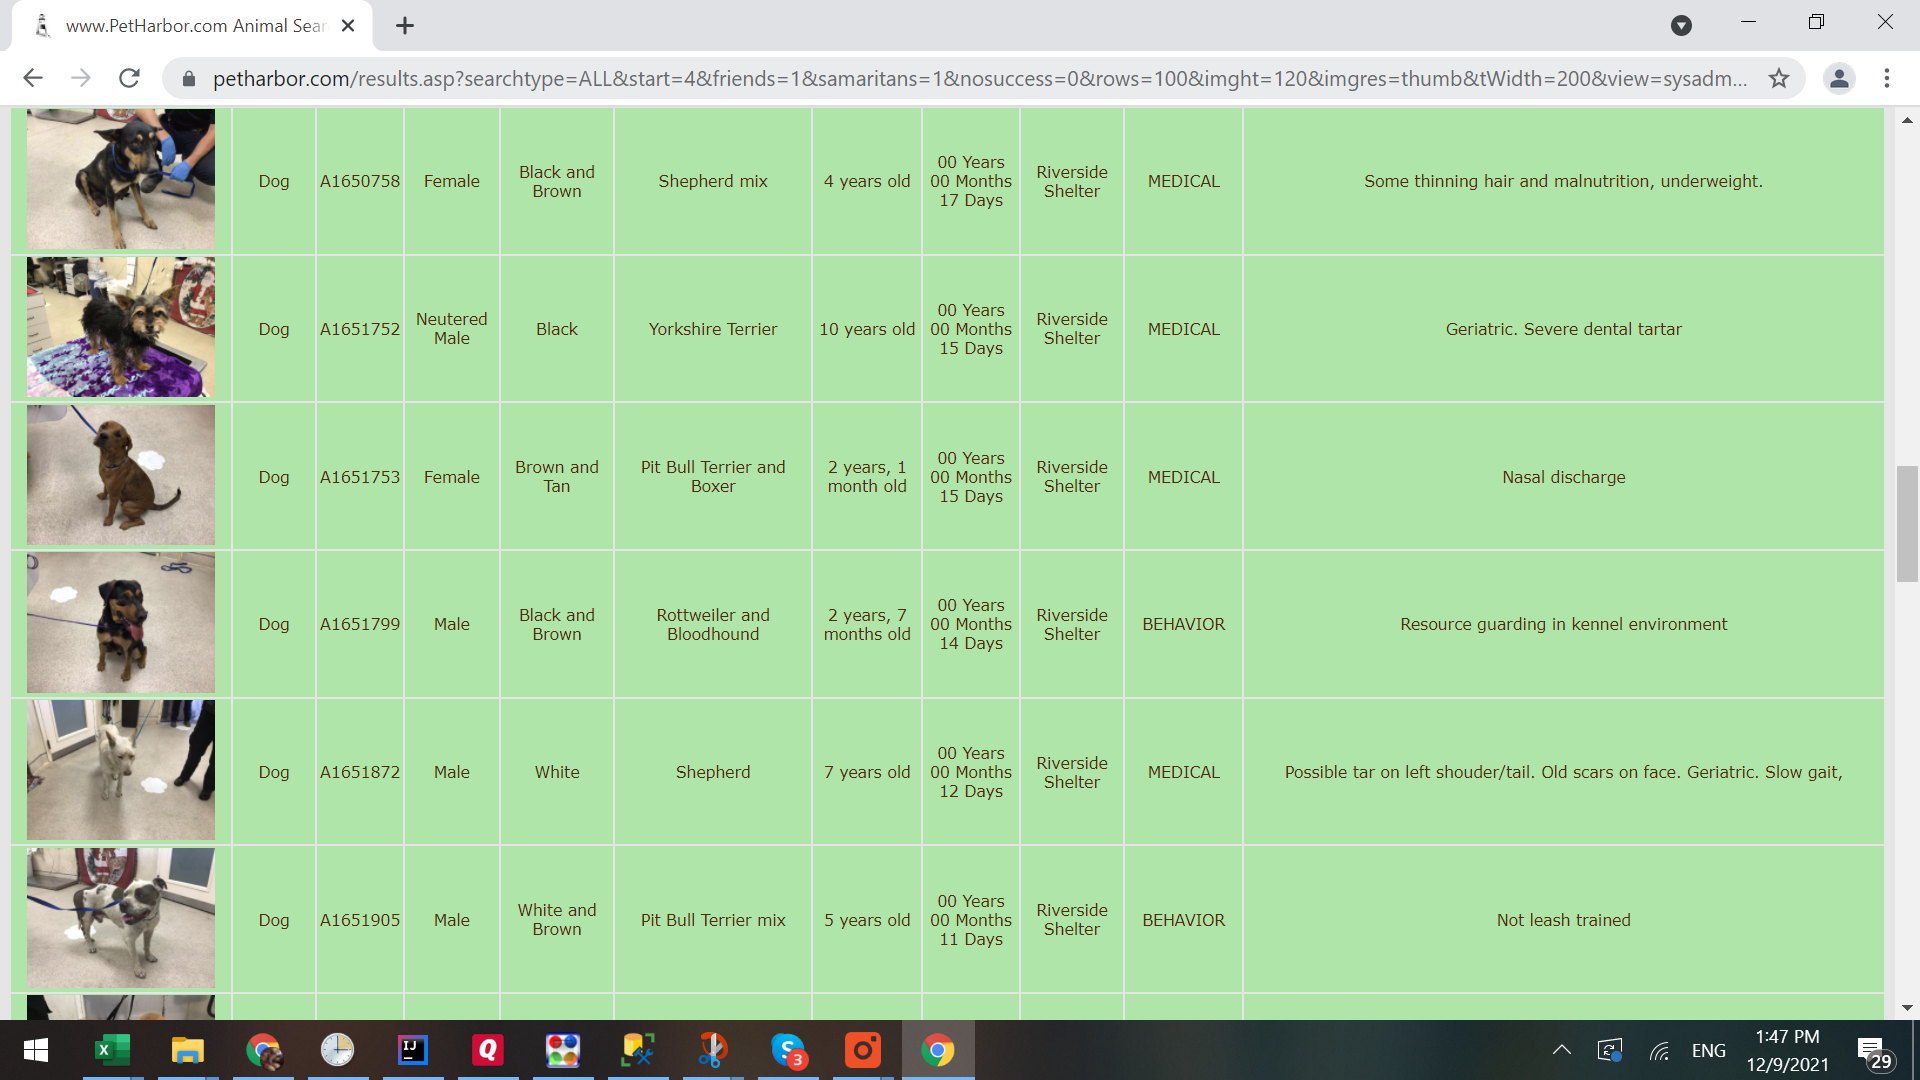 www.PetHarbor.com Animal Sear
petharbor.com/results.asp?searchtype=ALL&start=4&friends=1&samaritans=1&nosuccess=0&rows=100&imght=120&imgres=thumb&tWidth=200&view=sysadm...
Dog
A1650758
Female
Black and
Brown
Shepherd mix
4 years old
00 Years
00 Months
17 Days
Riverside
Shelter
MEDICAL
Some thinning hair and malnutrition, underweight.
Dog
A1651752
Neutered
Male
Black
Yorkshire Terrier
10 years old
00 Years
00 Months
15 Days
Riverside
Shelter
MEDICAL
Geriatric. Severe dental tartar
Dog
A1651753
Female
Brown and
Tan
Pit Bull Terrier and
Boxer
2 years, 1
month old
00 Years
00 Months
15 Days
Riverside
Shelter
MEDICAL
Nasal discharge
Dog
A1651799
Male
Black and
Brown
Rottweiler and
Bloodhound
2 years, 7
months old
00 Years
00 Months
14 Days
Riverside
Shelter
BEHAVIOR
Resource guarding in kennel environment
Dog
A1651872
Male
White
Shepherd
7 years old
00 Years
00 Months
12 Days
Riverside
Shelter
MEDICAL
Possible tar on left shouder/tail. Old scars on face. Geriatric. Slow gait,
Dog
A1651905
Male
White and
Brown
Pit Bull Terrier mix
5 years old
00 Years
00 Months
11 Days
Riverside
Shelter
BEHAVIOR
Not leash trained
X
IJ
Q
S
3
ENG
1:47 PM
12/9/2021
29